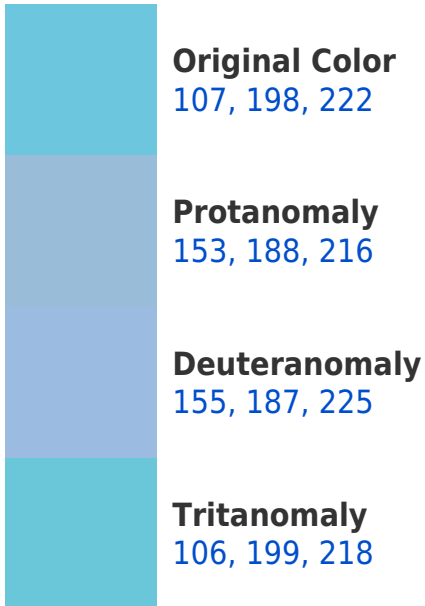 Original Color
107, 198, 222
Protanomaly
153, 188, 216
Deuteranomaly
155, 187, 225
Tritanomaly
106, 199, 218